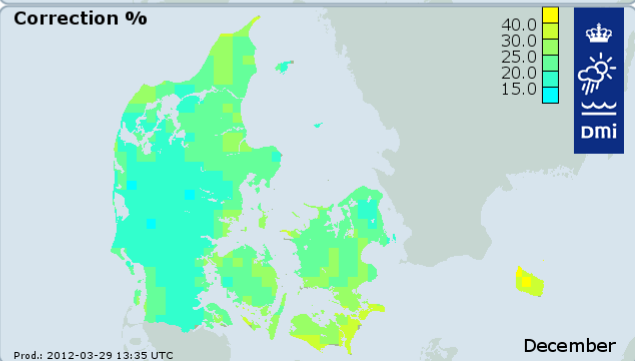 Correction %
40.0
30.0
25.0
20.0
15.0
DMi
December
Prod.: 2012-03-29 13:35 UTC